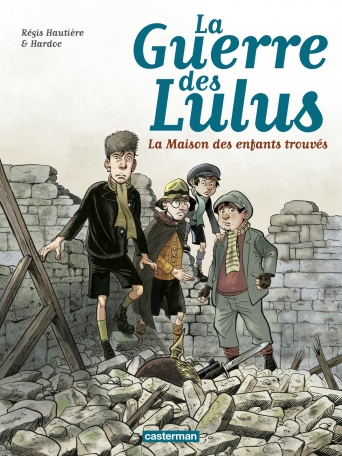 Régis Hautière
& Hardoc
La
Guerre
des
Lulus
La Maison des enfants trouvés
casterman